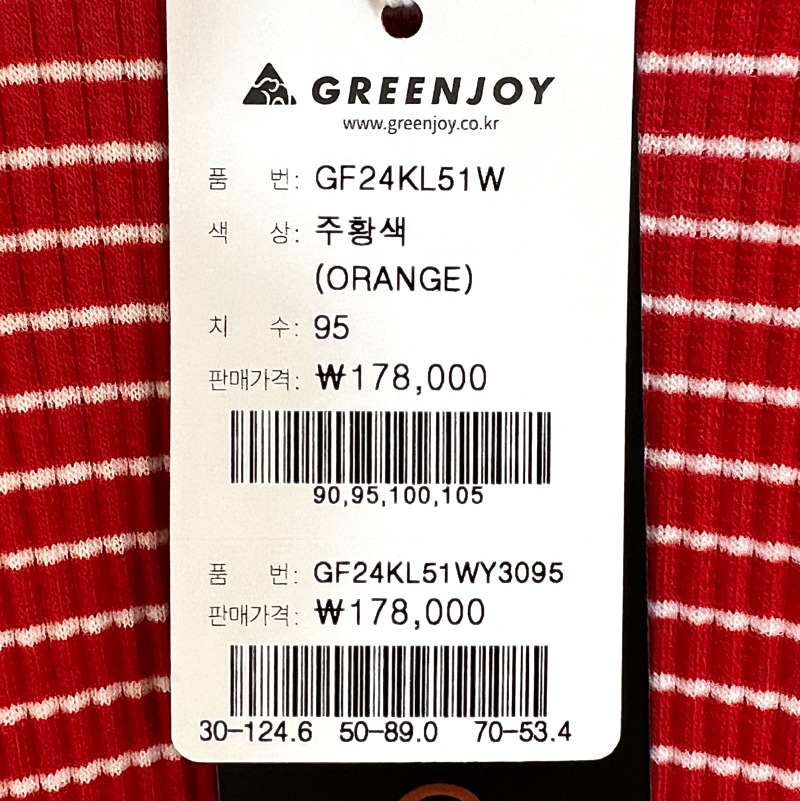 GREENJOY
www.greenjoy.co.kr
품 번: GF24KL51W
색 상: 주황색
(ORANGE)
치 수: 95
판매가격: ₩178,000
90,95,100,105
품 번: GF24KL51WY3095
판매가격: ₩178,000
30-124.6 50-89.0 70-53.4